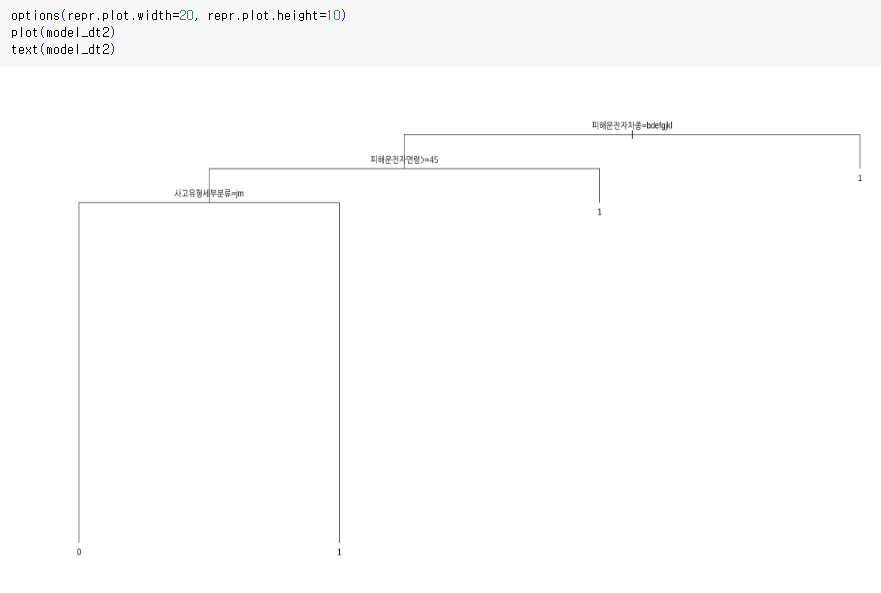 options(repr.plot.width=20, repr.plot.height=10)
plot(model_dt2)
text(model_dt2)
피해운전자차종=bdefgjkl
피해운전자연령>=45
1
사고유형세부분류=jm
1
0
1